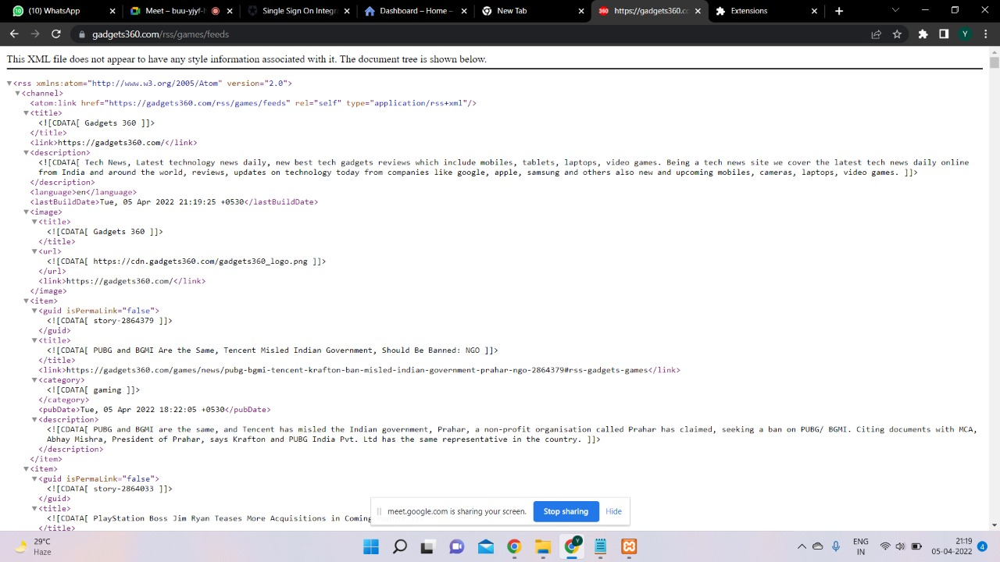 (10) WhatsApp
Meet – buu-yjyf-h
Single Sign On Integra
Dashboard – Home –
New Tab
https://gadgets360.co
Extensions
gadgets360.com/rss/games/feeds
This XML file does not appear to have any style information associated with it. The document tree is shown below.
<rss xmlns:atom="http://www.w3.org/2005/Atom" version="2.0">
<channel>
<atom:link href="https://gadgets360.com/rss/games/feeds" rel="self" type="application/rss+xml"/>
<title>
<![CDATA[ Gadgets 360 ]]>
</title>
<link>https://gadgets360.com/</link>
<description>
<![CDATA[ Tech News, Latest technology news daily, new best tech gadgets reviews which include mobiles, tablets, laptops, video games. Being a tech news site we cover the latest tech news daily online
from India and around the world, reviews, updates on technology today from companies like google, apple, samsung and others also new and upcoming mobiles, cameras, laptops, video games. ]]>
</description>
<language>en</language>
<lastBuildDate>Tue, 05 Apr 2022 21:19:25 +0530</lastBuildDate>
<image>
<title>
<![CDATA[ Gadgets 360 ]]>
</title>
<url>
<![CDATA[ https://cdn.gadgets360.com/gadgets360_logo.png ]]>
</url>
<link>https://gadgets360.com/</link>
</image>
<item>
<guid isPermaLink="false">
<![CDATA[ story-2864379 ]]>
</guid>
<title>
<![CDATA[ PUBG and BGMI Are the Same, Tencent Misled Indian Government, Should Be Banned: NGO ]]>
</title>
<link>https://gadgets360.com/games/news/pubg-bgmi-tencent-krafton-ban-misled-indian-government-prahar-ngo-2864379#rss-gadgets-games</link>
<category>
<![CDATA[ gaming ]]>
</category>
<pubDate>Tue, 05 Apr 2022 18:22:05 +0530</pubDate>
<description>
<![CDATA[ PUBG and BGMI are the same, and Tencent has misled the Indian government, Prahar, a non-profit organisation called Prahar has claimed, seeking a ban on PUBG/ BGMI. Citing documents with MCA,
Abhay Mishra, President of Prahar, says Krafton and PUBG India Pvt. Ltd has the same representative in the country. ]]>
</description>
</item>
<item>
<guid isPermaLink="false">
<![CDATA[ story-2864033 ]]>
</guid>
<title>
<![CDATA[ PlayStation Boss Jim Ryan Teases More Acquisitions in Coming
</title>
meet.google.com is sharing your screen.
Stop sharing
Hide
29°C
Haze
ENG
IN
21:19
05-04-2022
4